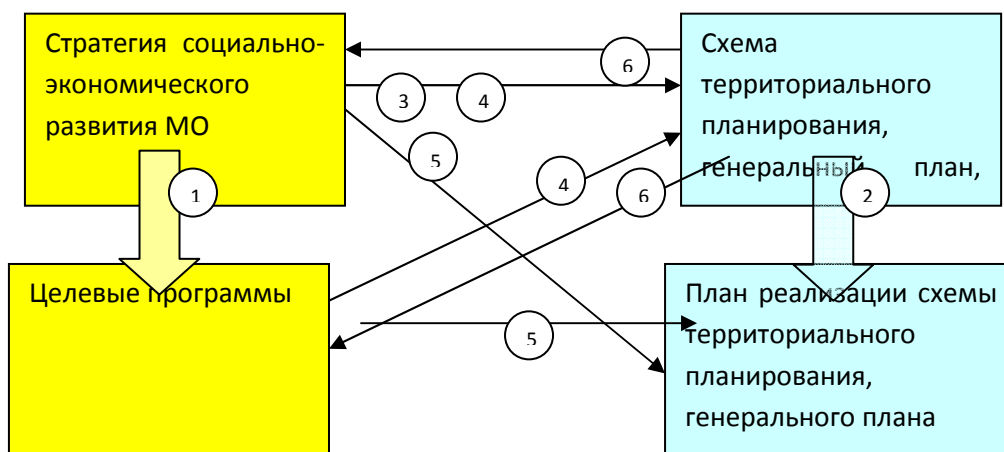 Стратегия социально-
экономического
развития МО
Схема
территориального
планирования,
генеральный план,
6
3
4
5
1
4
6
2
Целевые программы
5
План реализации схемы
территориального
планирования,
генерального плана